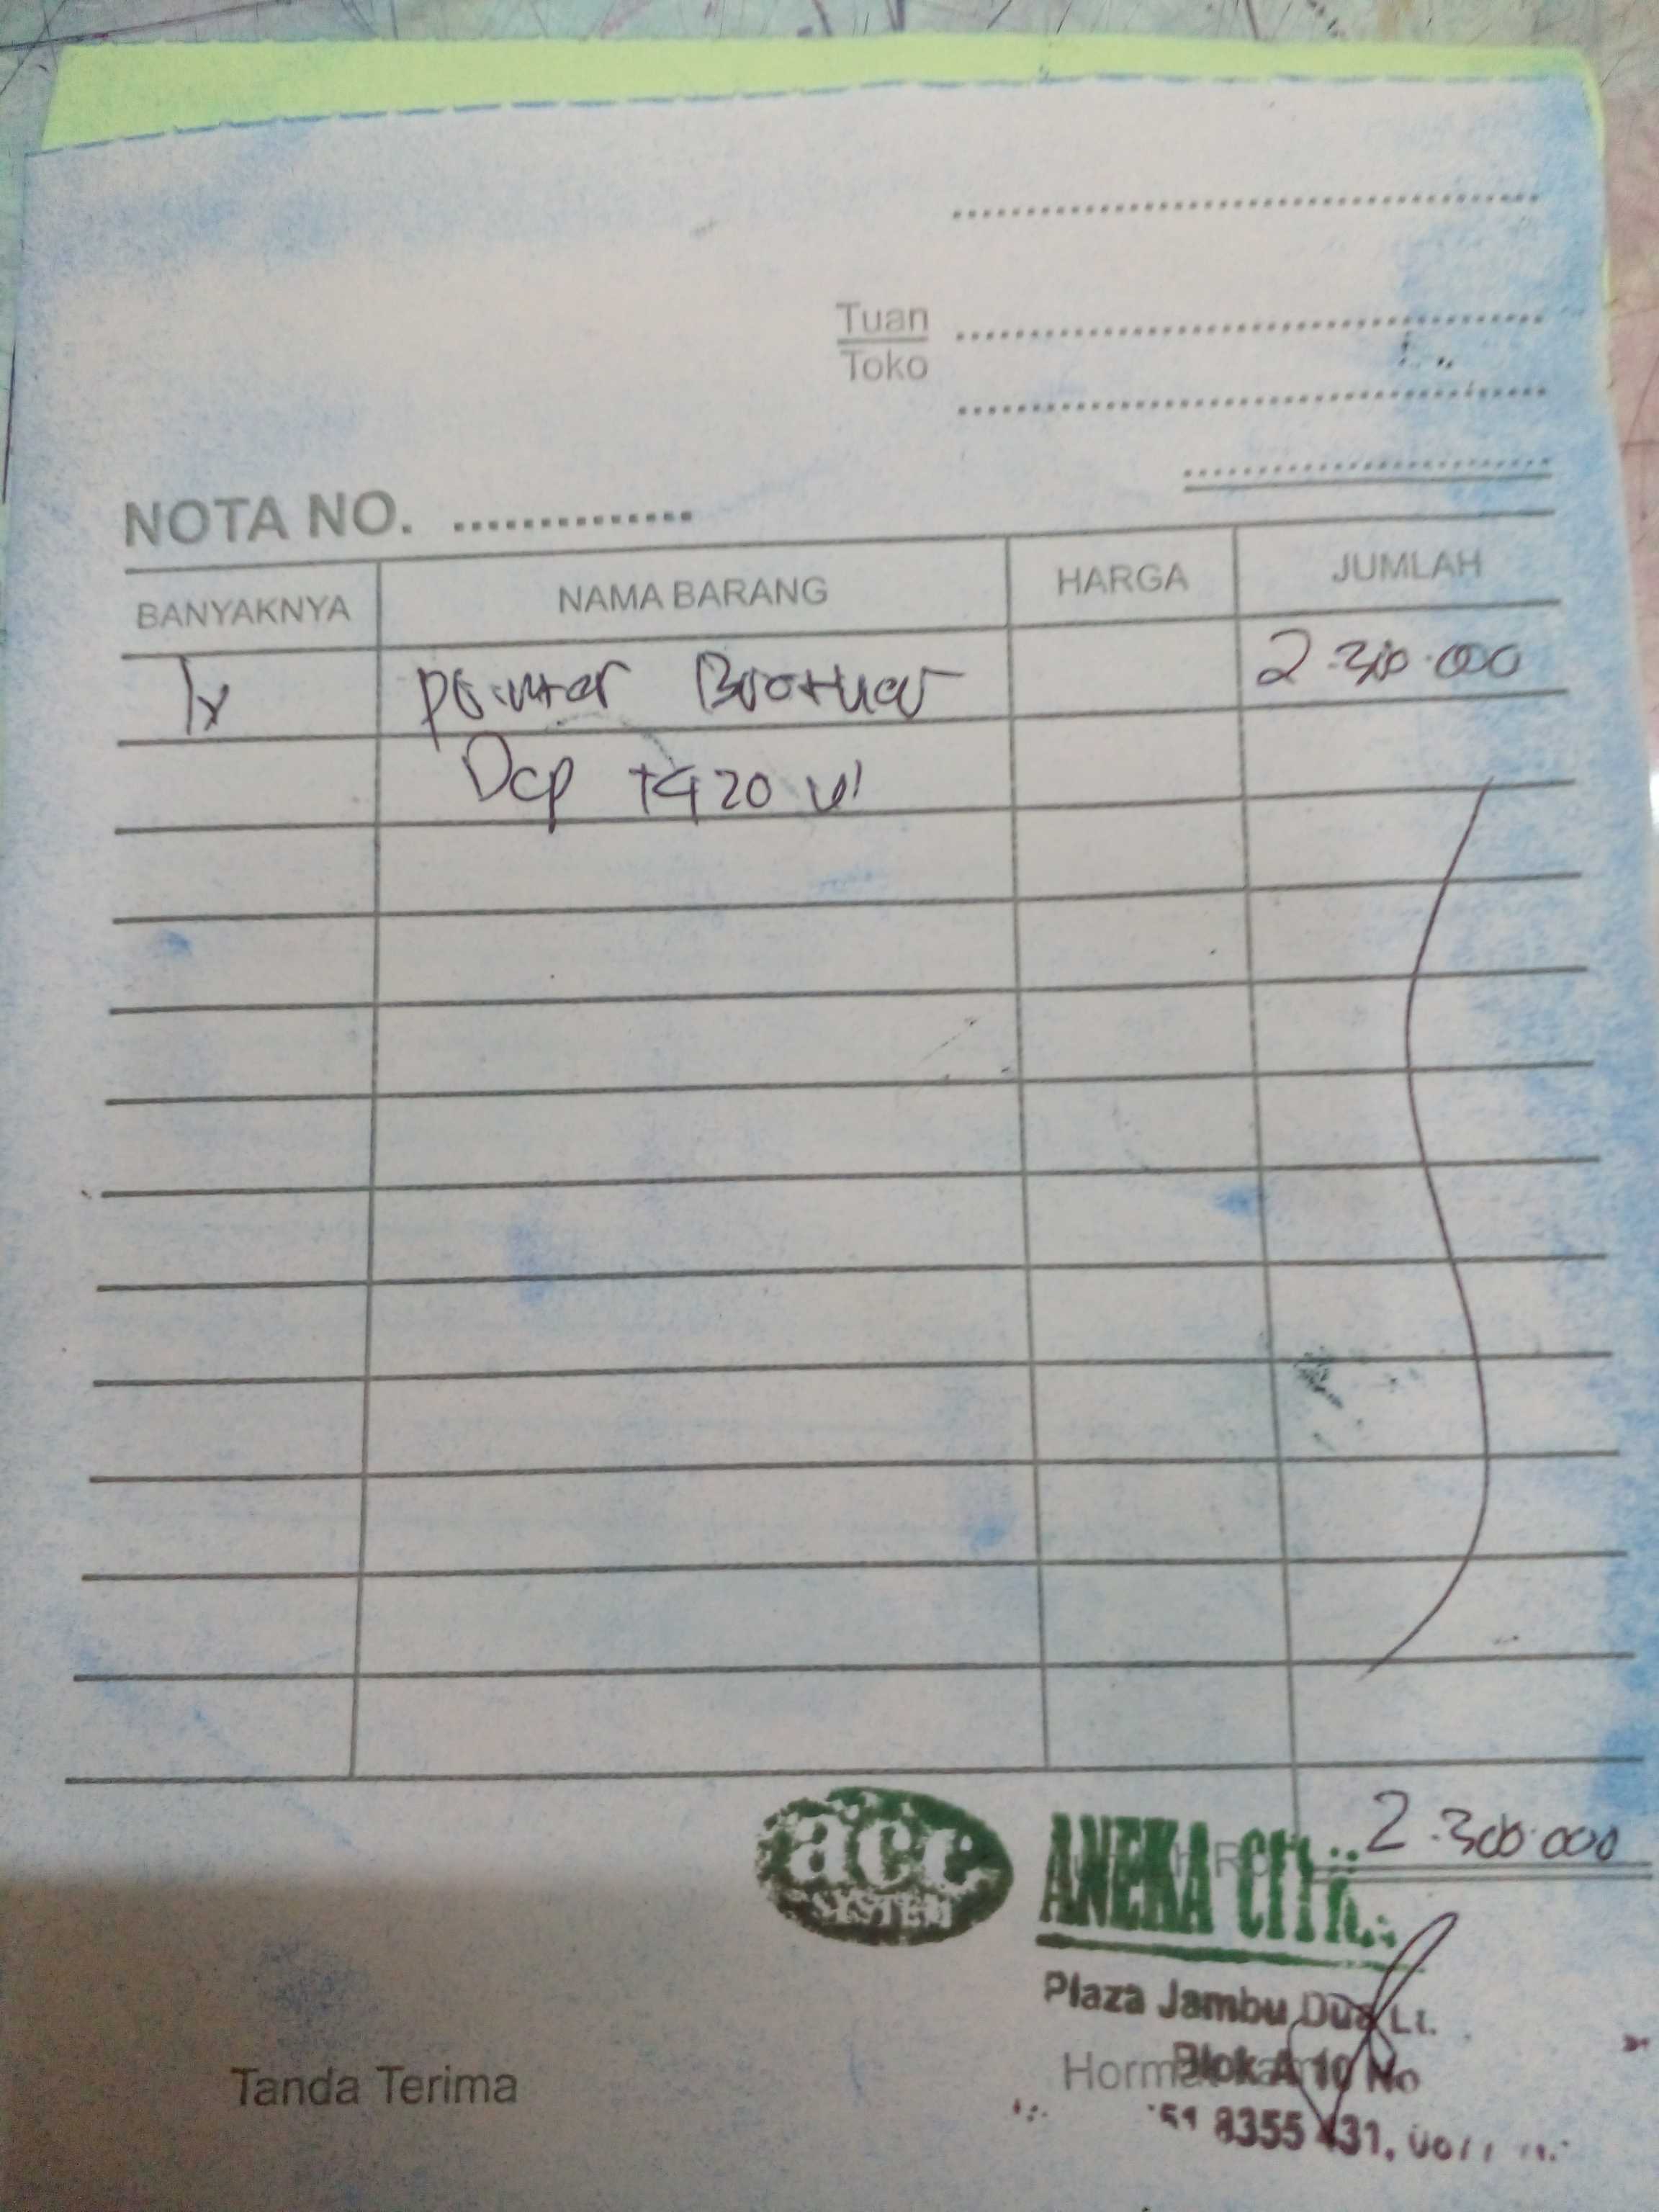 Tuan
Toko
NOTA NO.
BANYAKNYA NAMA BARANG HARGA JUMLAH
1x Printer Brother 2.300.000
Dcp T420 W
2.300.000
acc
SYSTEM
ANEKA
Plaza Jambu Dua Lt.
Blok A 10 No
8355
Tanda Terima